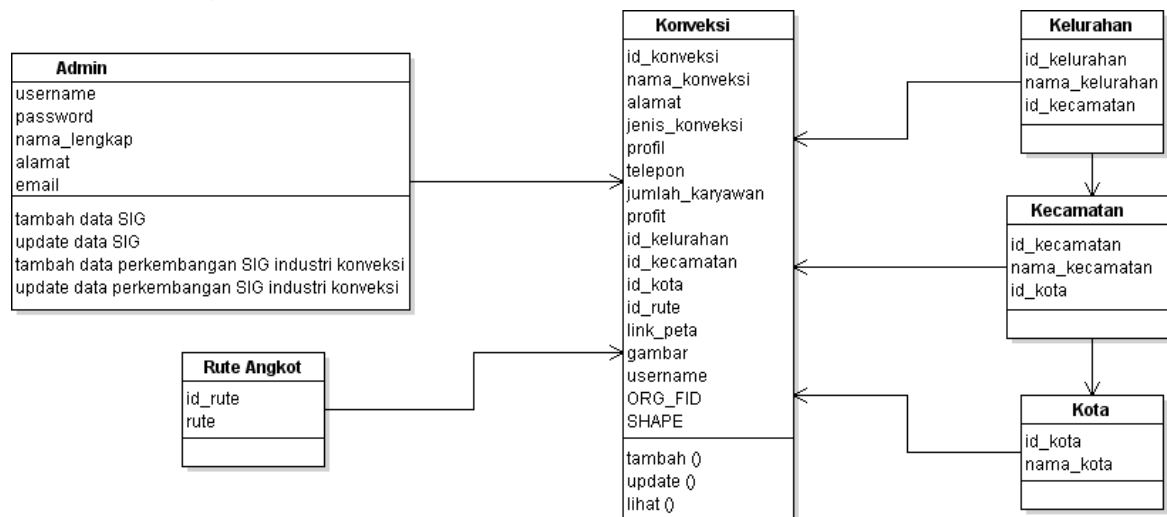 Admin
username
password
nama_lengkap
alamat
email
tambah data SIG
update data SIG
tambah data perkembangan SIG industri konveksi
update data perkembangan SIG industri konveksi
Rute Angkot
id_rute
rute
Konveksi
id_konveksi
nama_konveksi
alamat
jenis_konveksi
profil
telepon
jumlah_karyawan
profit
id_kelurahan
id_kecamatan
id_kota
id_rute
link_peta
gambar
username
ORG_FID
SHAPE
tambah ()
update ()
lihat ()
Kelurahan
id_kelurahan
nama_kelurahan
id_kecamatan
Kecamatan
id_kecamatan
nama_kecamatan
id_kota
Kota
id_kota
nama_kota